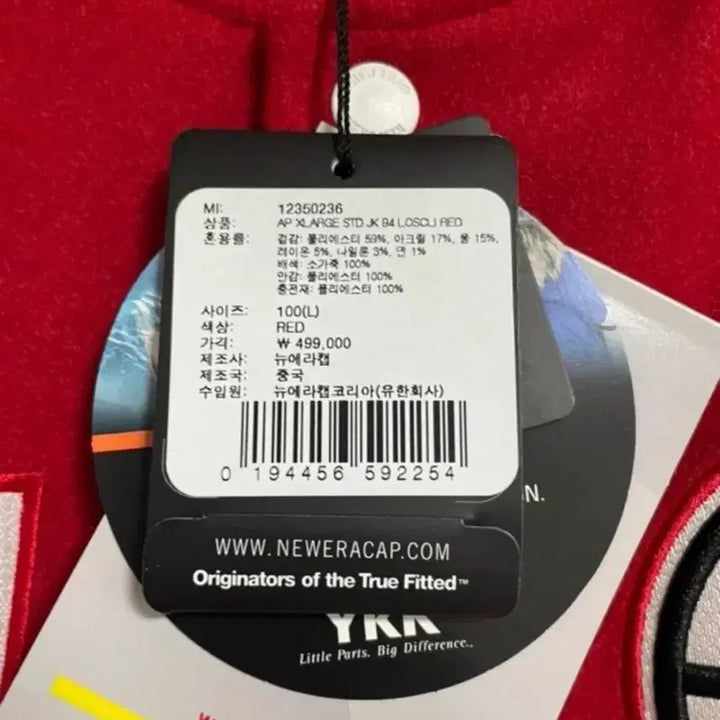 MI: 12350236
상품: AP XLARGE STD JK 84 LOSCLI RED
혼용률: 겉감: 폴리에스터 59%, 아크릴 17%, 울 15%,
레이온 5%, 나일론 3%, 면 1%
배색: 소가죽 100%
안감: 폴리에스터 100%
충전재: 폴리에스터 100%
사이즈: 100(L)
색상: RED
가격: ₩ 499,000
제조사: 뉴에라캡
제조국: 중국
수입원: 뉴에라캡코리아(유한회사)
0 194456 592254
WWW.NEWERACAP.COM
Originators of the True Fitted™
YKK
Little Parts. Big Difference.